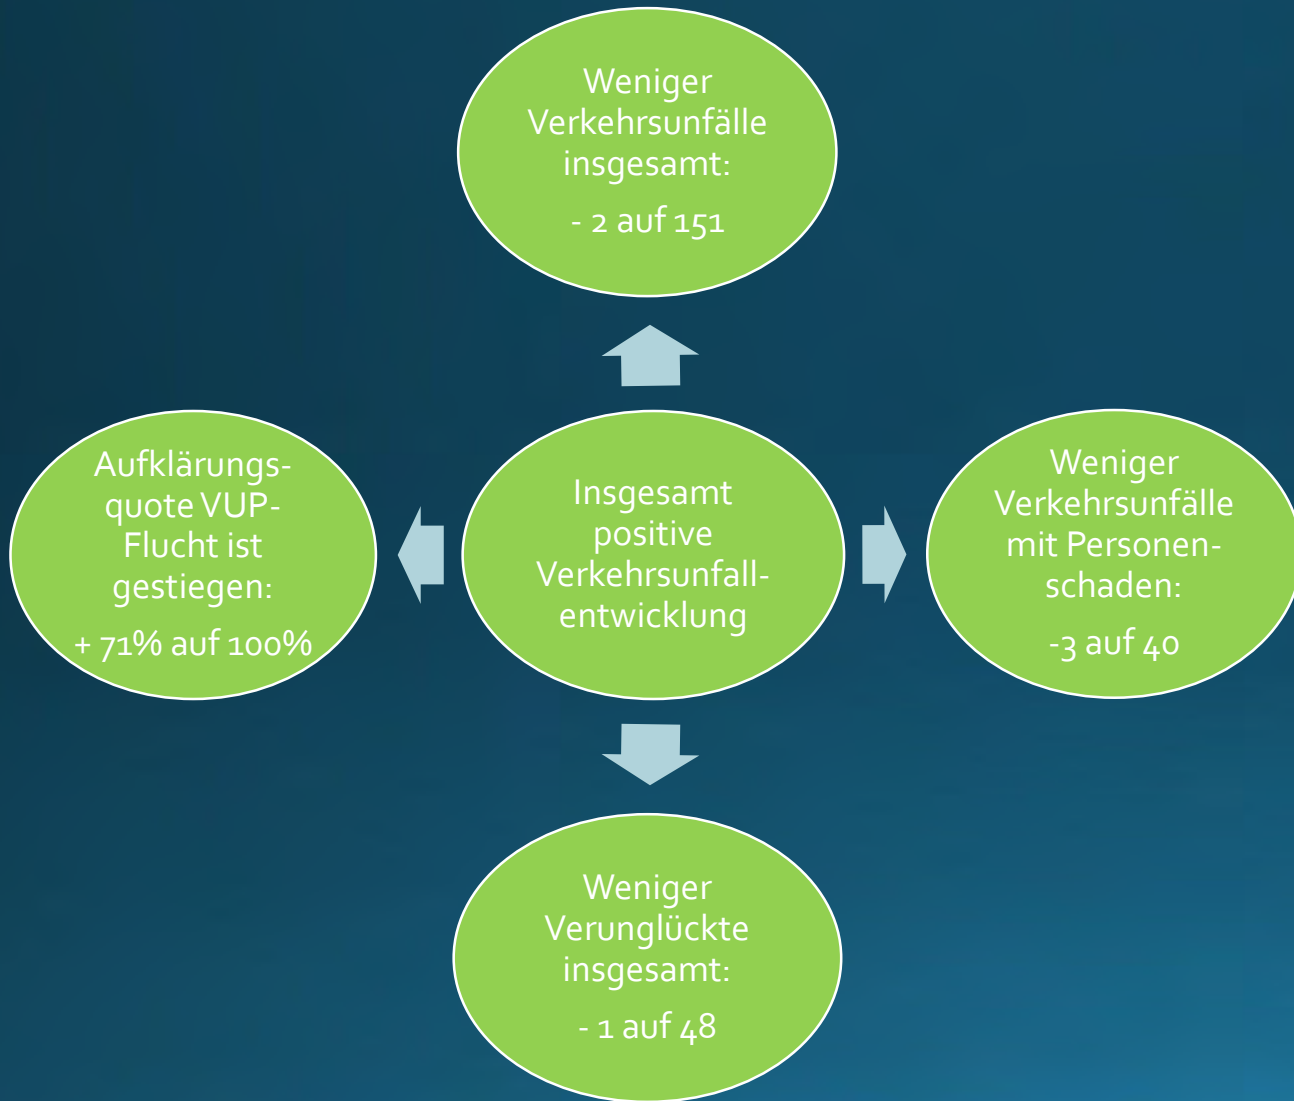 Weniger
Verkehrsunfälle
insgesamt:
- 2 auf 151
Aufklärungs-
quote VUP-
Flucht ist
gestiegen:
+ 71% auf 100%
Insgesamt
positive
Verkehrsunfall-
entwicklung
Weniger
Verkehrsunfälle
mit Personen-
schaden:
-3 auf 40
Weniger
Verunglückte
insgesamt:
- 1 auf 48